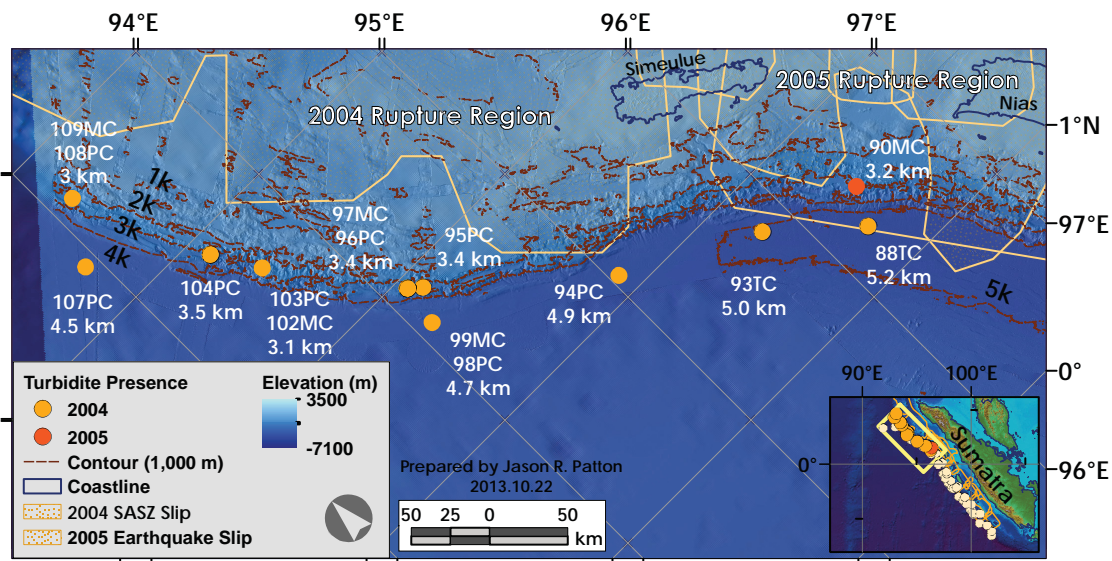 94°E
95°E
96°E
97°E
Simeulue
2005 Rupture Region
2004 Rupture Region
Nias
1°N
109MC
108PC
3 km
90MC
3.2 km
1k
2k
3k
4k
97MC
96PC
3.4 km
95PC
3.4 km
97°E
88TC
5.2 km
104PC
3.5 km
103PC
102MC
3.1 km
94PC
4.9 km
93TC
5.0 km
5k
107PC
4.5 km
99MC
98PC
4.7 km
0°
96°E
Turbidite Presence
2004
2005
Contour (1,000 m)
Coastline
2004 SASZ Slip
2005 Earthquake Slip
Elevation (m)
3500
-7100
Prepared by Jason R. Patton
2013.10.22
50 25 0 50
km
90°E
100°E
0°
Sumatra